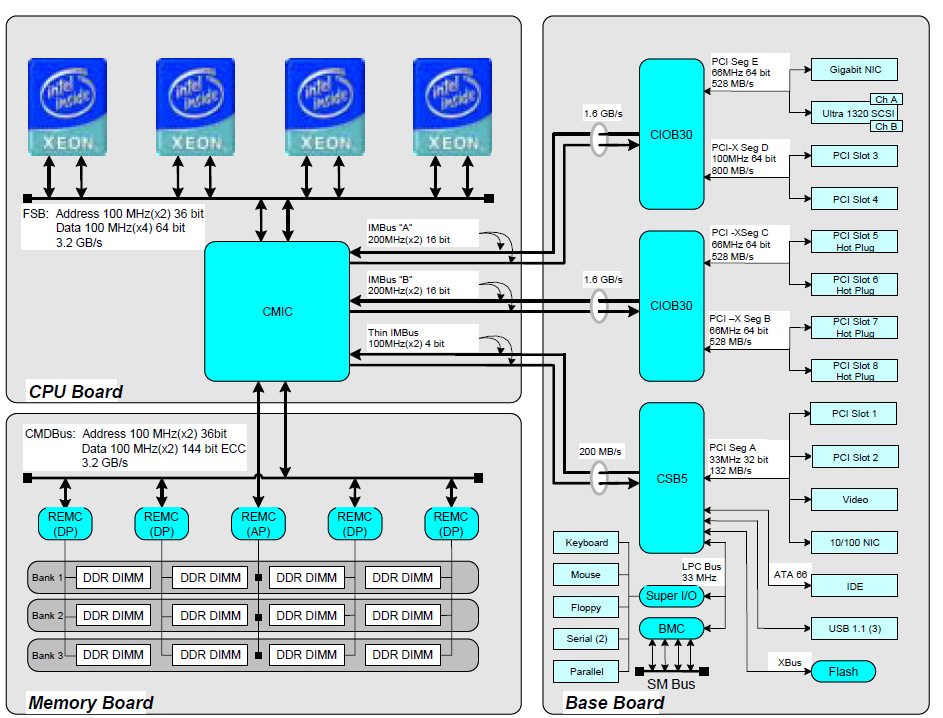 intel
inside
XEON
intel
inside
XEON
intel
inside
XEON
intel
inside
XEON
FSB: Address 100 MHz(x2) 36 bit
Data 100 MHz(x4) 64 bit
3.2 GB/s
CMIC
IMBus "A"
200MHz(x2) 16 bit
IMBus "B"
200MHz(x2) 16 bit
Thin IMBus
100MHz(x2) 4 bit
CPU Board
CMDBus: Address 100 MHz(x2) 36bit
Data 100 MHz(x2) 144 bit ECC
3.2 GB/s
REMC
(DP)
REMC
(DP)
REMC
(AP)
REMC
(DP)
REMC
(DP)
Bank 1
DDR DIMM
DDR DIMM
DDR DIMM
DDR DIMM
Bank 2
DDR DIMM
DDR DIMM
DDR DIMM
DDR DIMM
Bank 3
DDR DIMM
DDR DIMM
DDR DIMM
DDR DIMM
Memory Board
1.6 GB/s
CIOB30
PCI Seg E
66MHz 64 bit
528 MB/s
Gigabit NIC
Ch A
Ultra 1320 SCSI
Ch B
PCI-X Seg D
100MHz 64 bit
800 MB/s
PCI Slot 3
PCI Slot 4
1.6 GB/s
CIOB30
PCI -XSeg C
66MHz 64 bit
528 MB/s
PCI Slot 5
Hot Plug
PCI Slot 6
Hot Plug
PCI –X Seg B
66MHz 64 bit
528 MB/s
PCI Slot 7
Hot Plug
PCI Slot 8
Hot Plug
200 MB/s
CSB5
PCI Seg A
33MHz 32 bit
132 MB/s
PCI Slot 1
PCI Slot 2
Video
10/100 NIC
ATA 66
IDE
USB 1.1 (3)
XBus
Flash
LPC Bus
33 MHz
Keyboard
Mouse
Floppy
Serial (2)
Parallel
Super I/O
BMC
SM Bus
Base Board